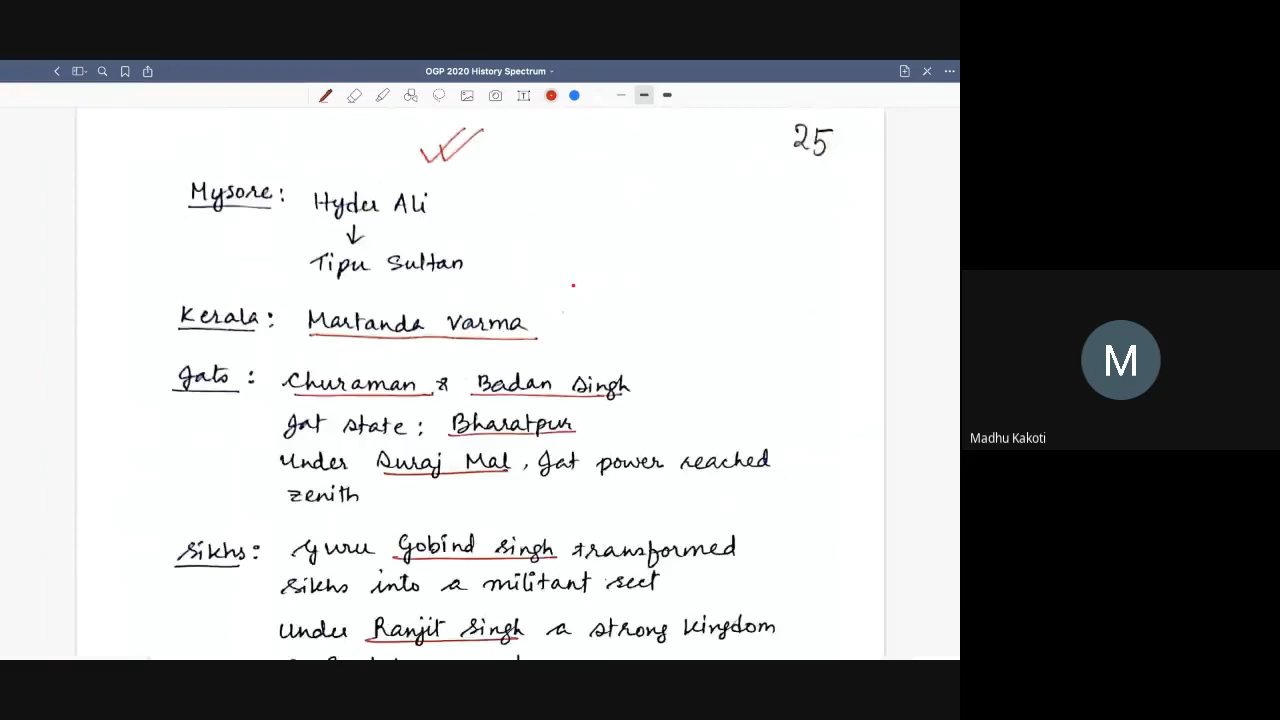 OGP 2020 History Spectrum
25
Mysore: Hyder Ali
↓
Tipu Sultan
Kerala: Martanda Varma
Jats: Churaman & Badan Singh
Jat state: Bharatpur
Under Suraj Mal, Jat power reached
zenith
Sikhs: Guru Gobind Singh transformed
Sikhs into a militant sect
Under Ranjit Singh a strong kingdom
M
Madhu Kakoti